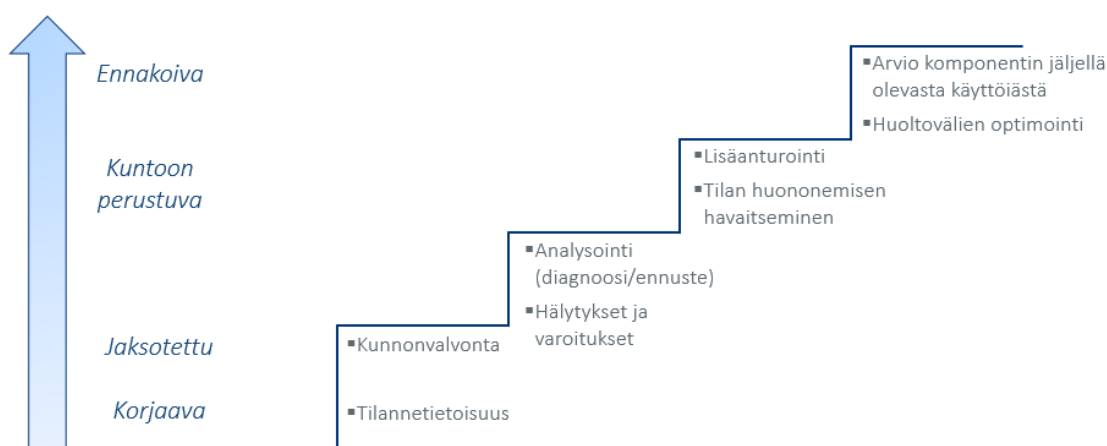 Ennakoiva
Kuntoon
perustuva
Jaksotettu
Korjaava
▪Arvio komponentin jäljellä
olevasta käyttöiästä
▪Huoltovälien optimointi
▪Lisäanturointi
▪Tilan huononemisen
havaitseminen
▪Analysointi
(diagnoosi/ennuste)
▪Hälytykset ja
varoitukset
▪Kunnonvalvonta
▪Tilannetietoisuus